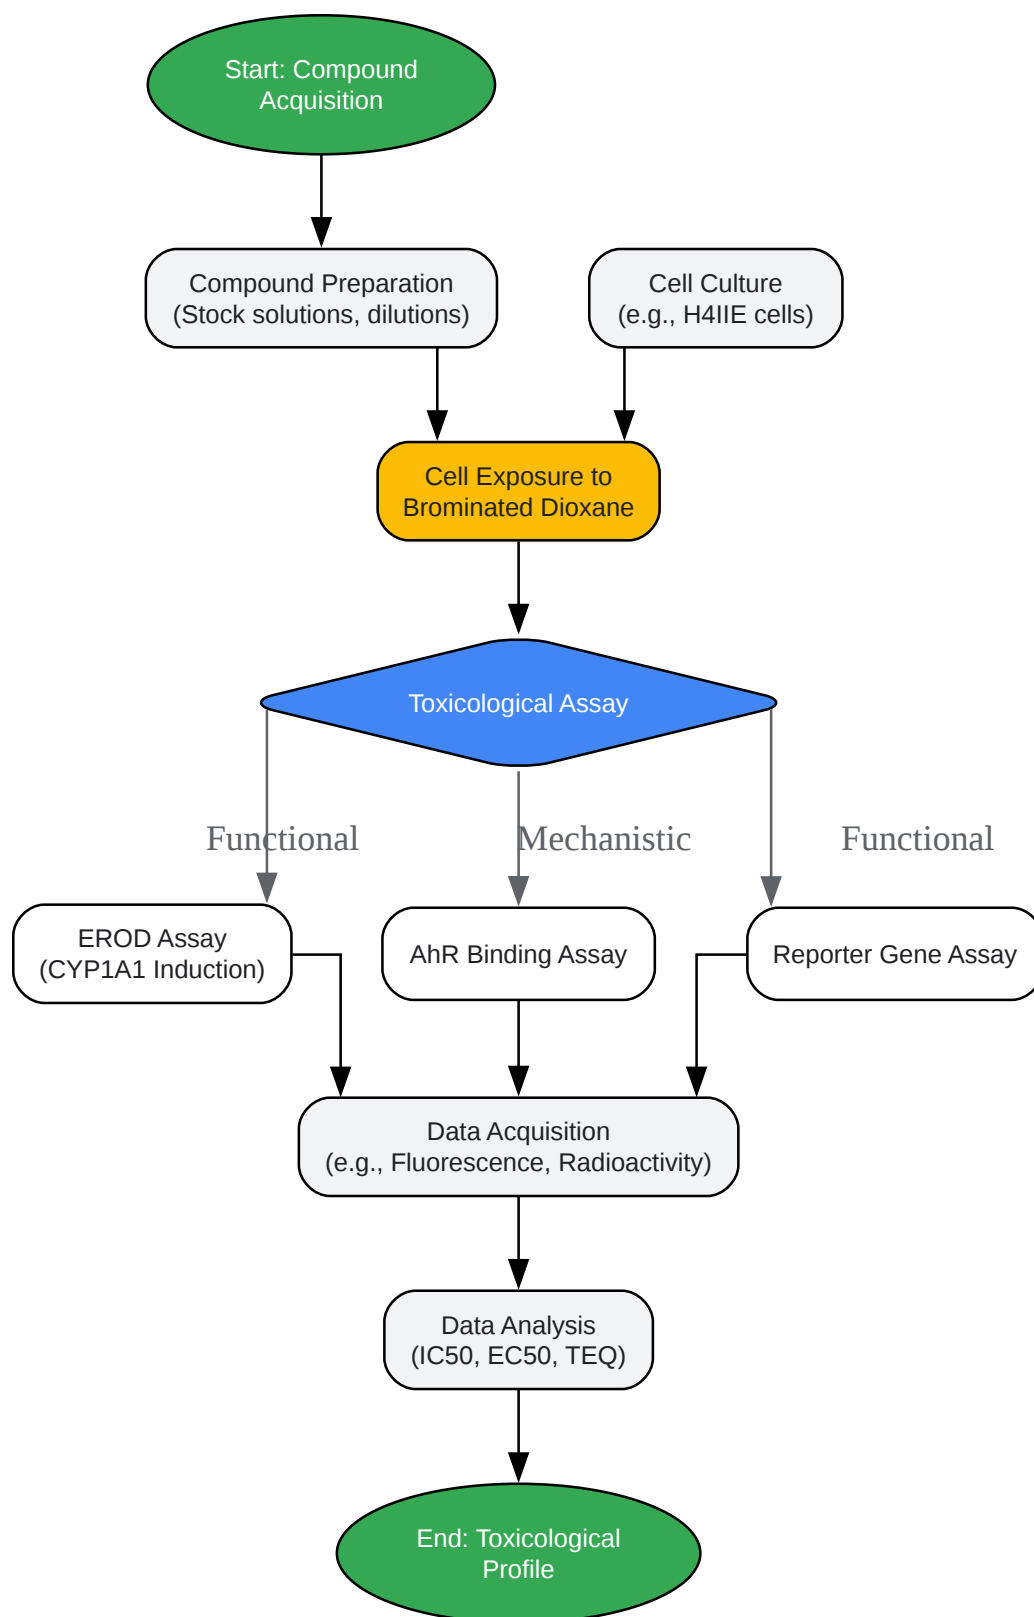 Start: Compound
Acquisition
Compound Preparation
(Stock solutions, dilutions)
Cell Culture
(e.g., H4IIE cells)
Cell Exposure to
Brominated Dioxane
Toxicological Assay
Functional
Mechanistic
Functional
EROD Assay
(CYP1A1 Induction)
AhR Binding Assay
Reporter Gene Assay
Data Acquisition
(e.g., Fluorescence, Radioactivity)
Data Analysis
(IC50, EC50, TEQ)
End: Toxicological
Profile